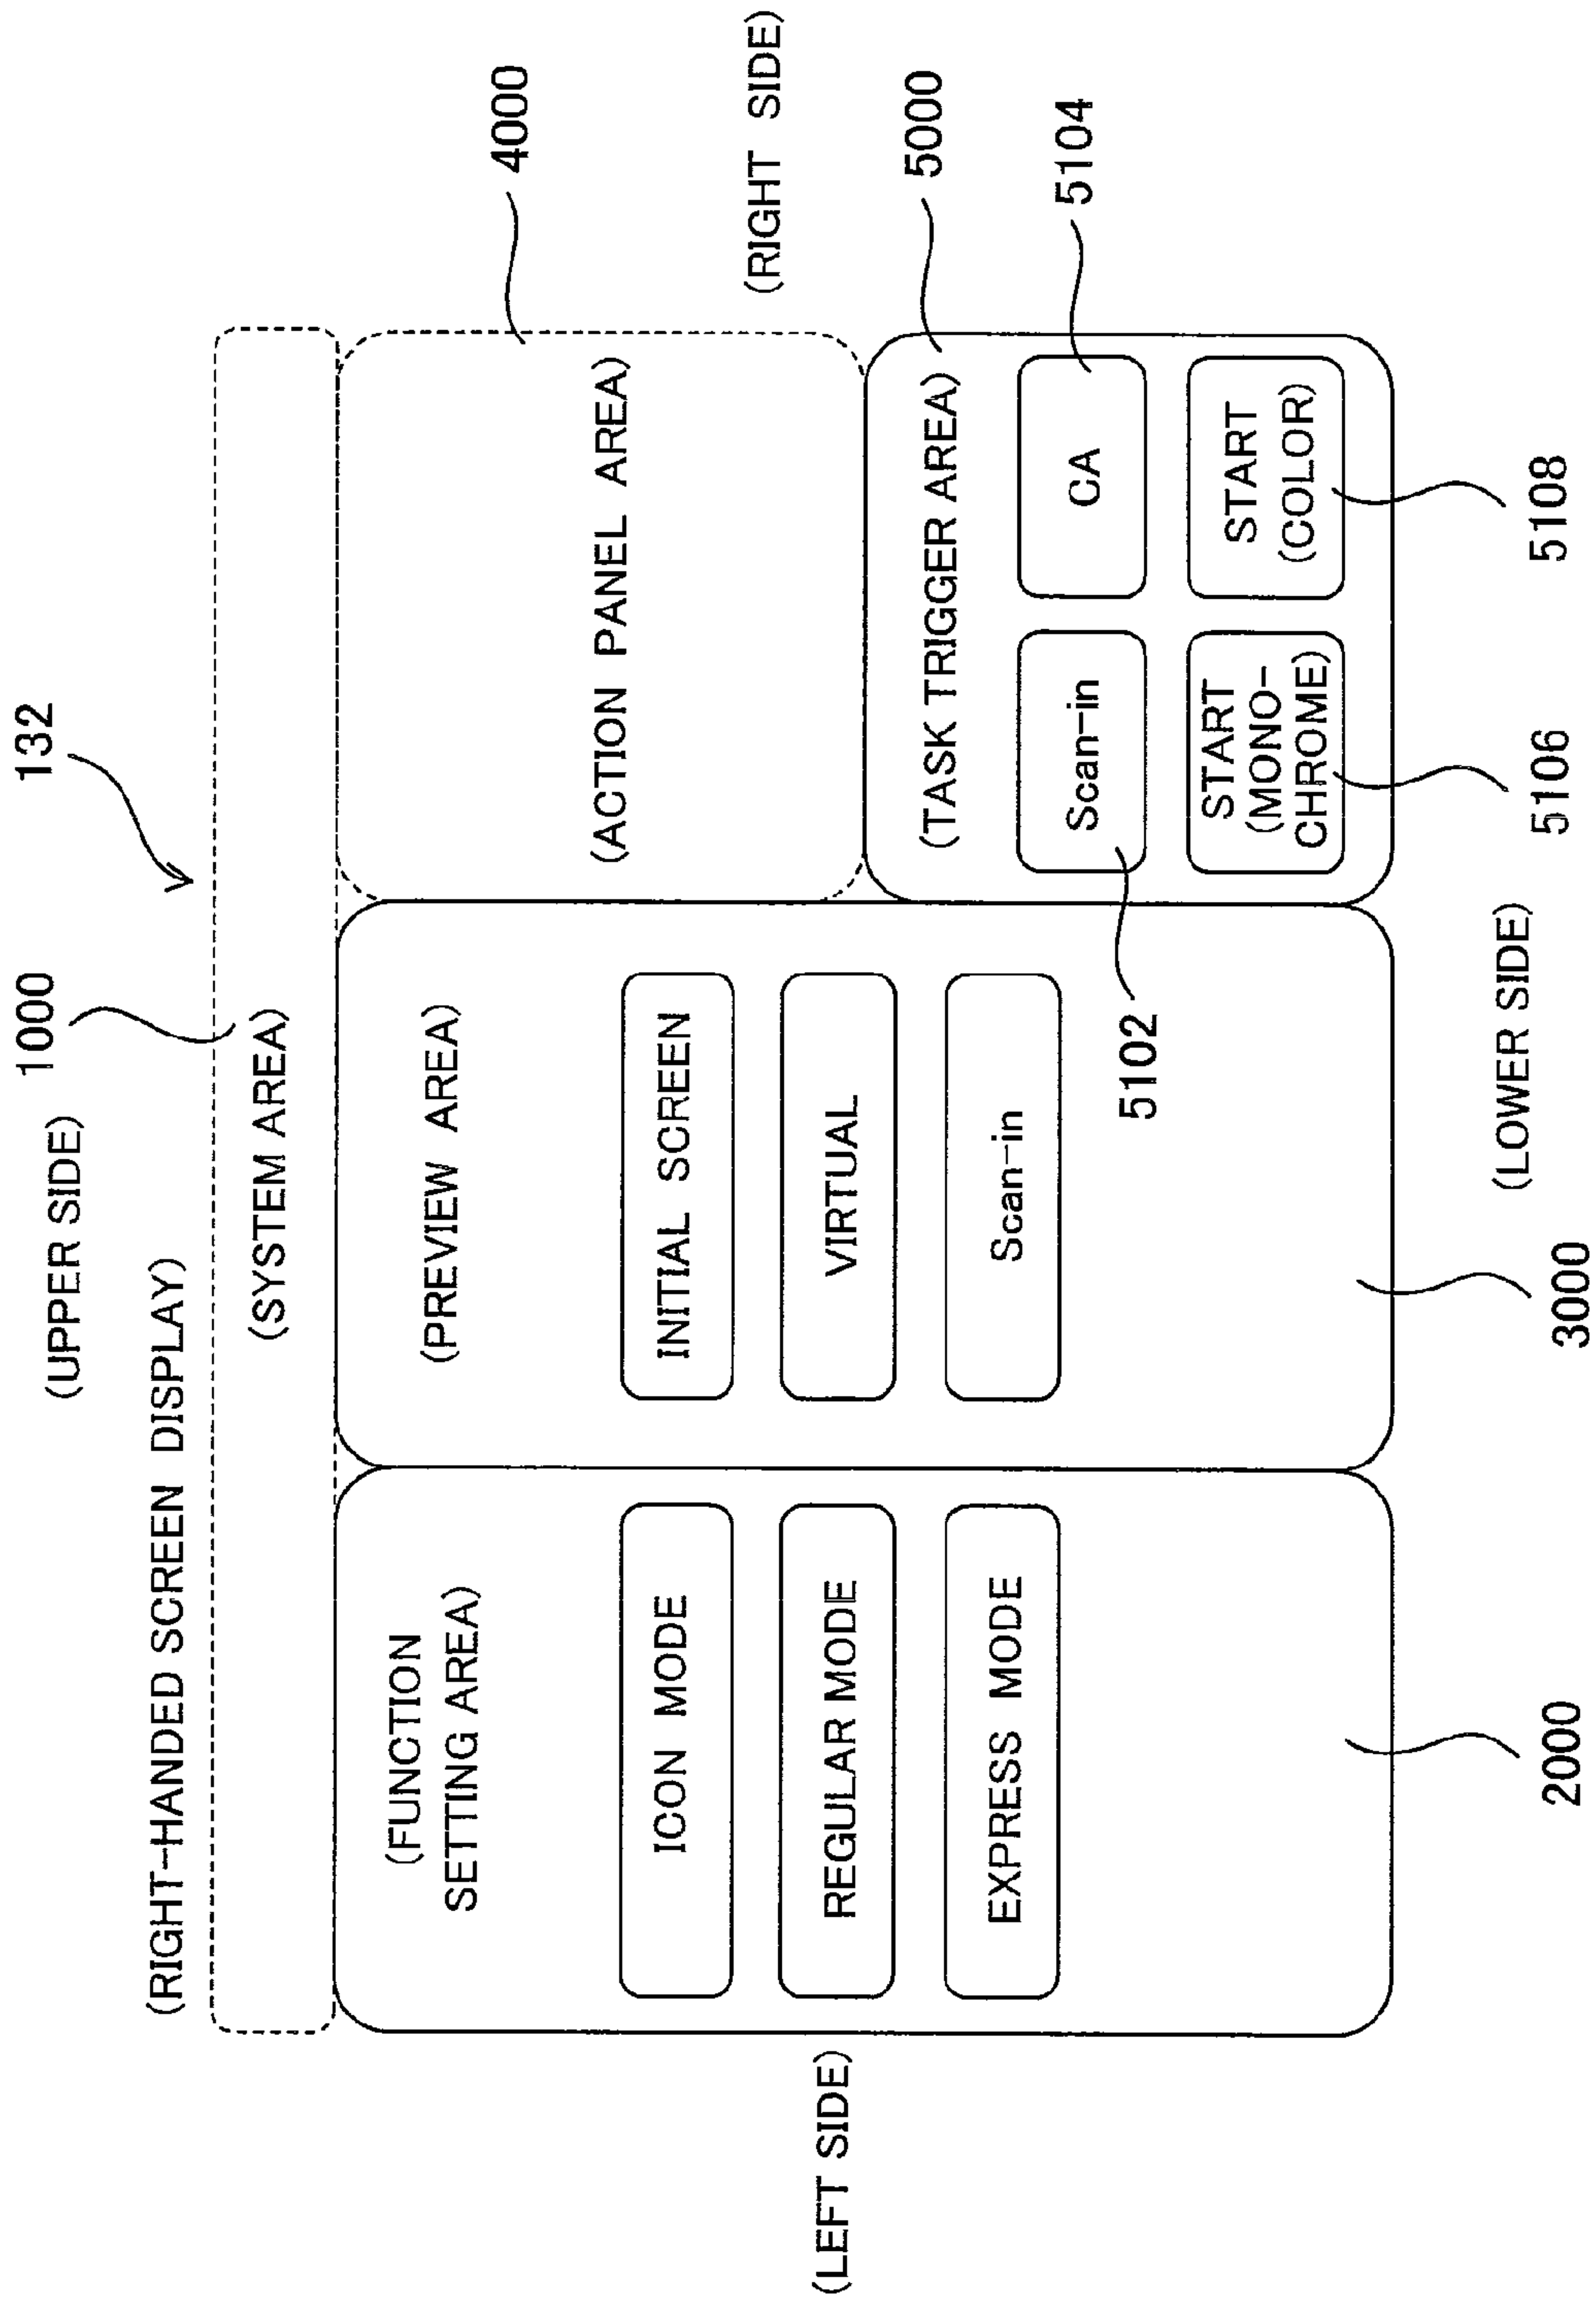 132
1000
(UPPER SIDE)
(RIGHT-HANDED SCREEN DISPLAY)
(SYSTEM AREA)
(LEFT SIDE)
(FUNCTION
SETTING AREA)
ICON MODE
REGULAR MODE
EXPRESS MODE
2000
(PREVIEW AREA)
INITIAL SCREEN
VIRTUAL
Scan-in
3000
(ACTION PANEL AREA)
4000
(RIGHT SIDE)
(TASK TRIGGER AREA)
5000
Scan-in
5102
CA
5104
START
(MONO-
CHROME)
5106
START
(COLOR)
5108
(LOWER SIDE)